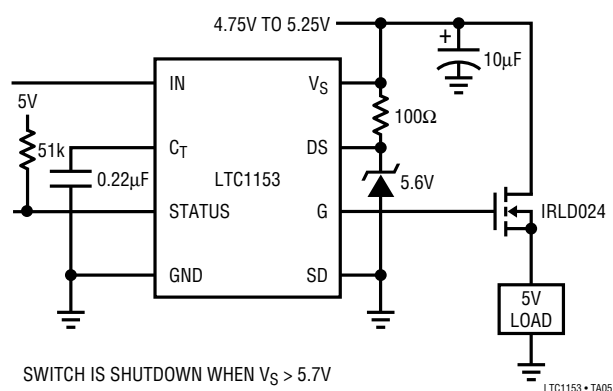 4.75V TO 5.25V
+
10µF
IN
VS
5V
100Ω
51k
CT
DS
0.22µF
LTC1153
5.6V
STATUS
G
IRLD024
GND
SD
5V
LOAD
SWITCH IS SHUTDOWN WHEN VS > 5.7V
LTC1153 • TA05